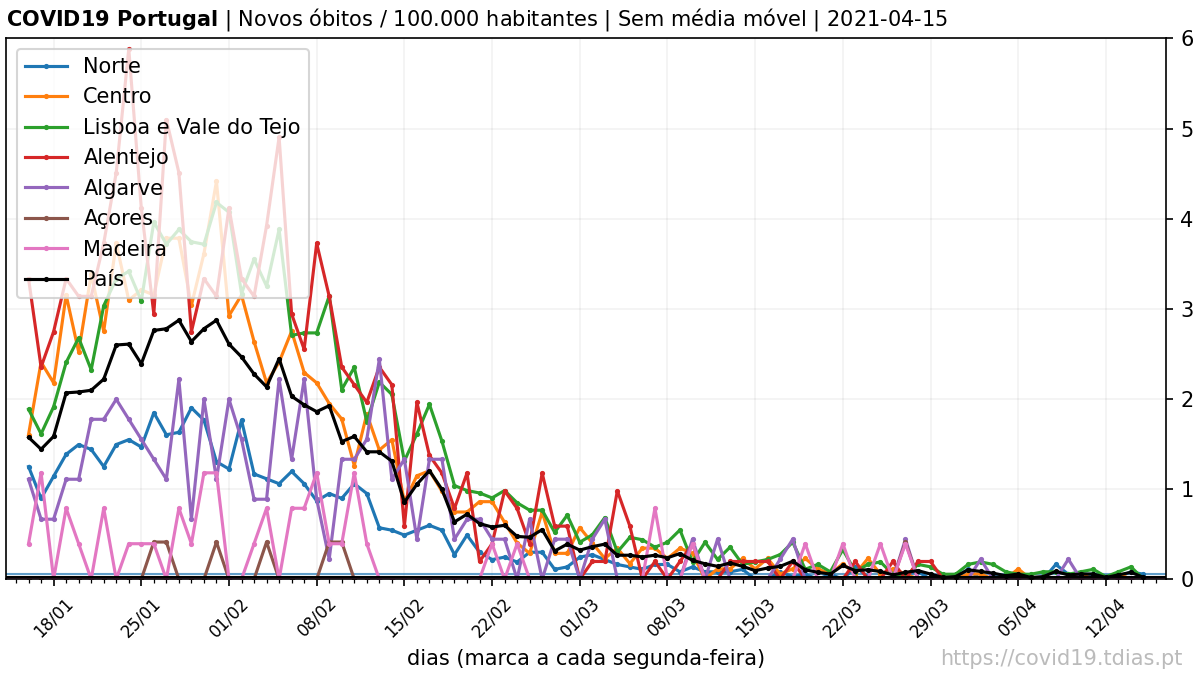 COVID19 Portugal | Novos óbitos / 100.000 habitantes | Sem média móvel | 2021-04-15
Norte
Centro
Lisboa e Vale do Tejo
Alentejo
Algarve
Açores
Madeira
País
6
5
4
3
2
1
0
18/01
25/01
01/02
08/02
15/02
22/02
01/03
08/03
15/03
22/03
29/03
05/04
12/04
dias (marca a cada segunda-feira)
https://covid19.tdias.pt